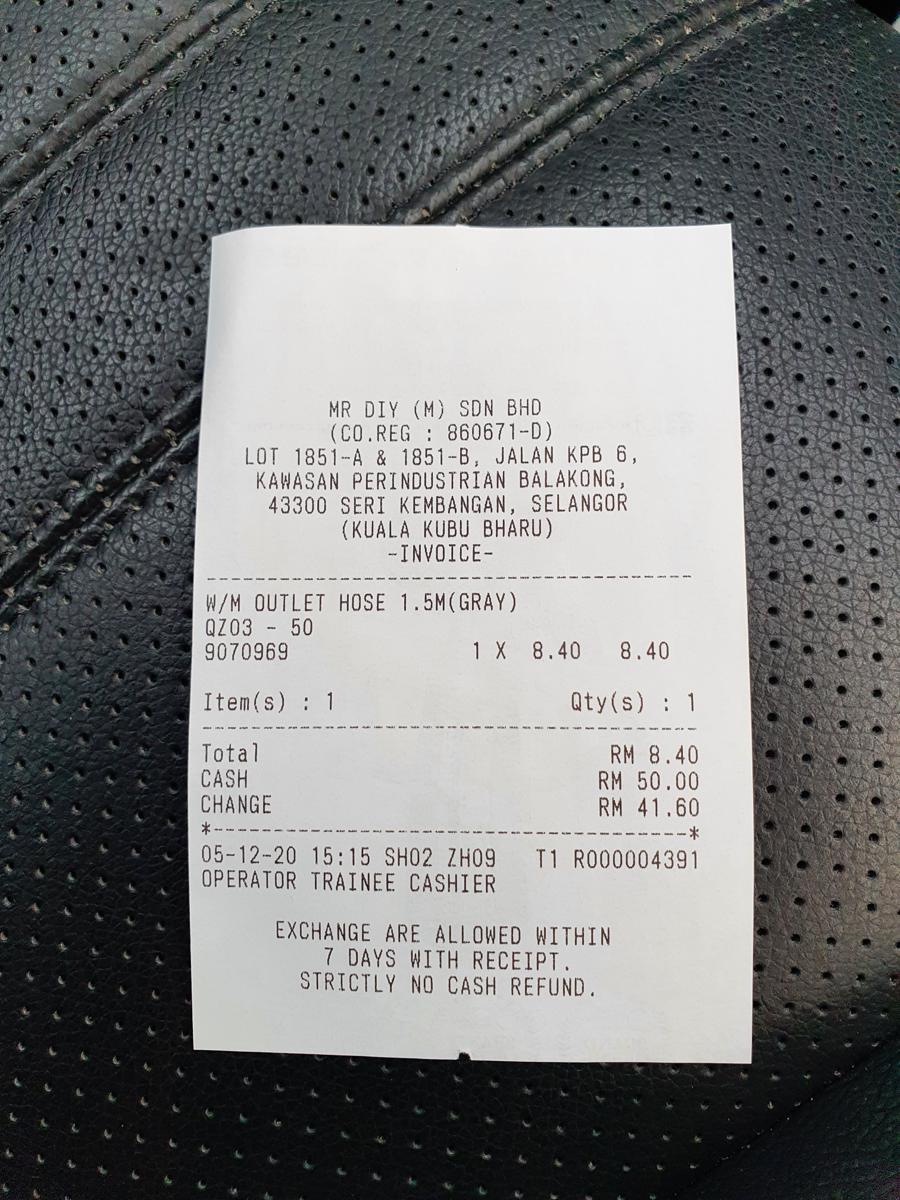 MR DIY (M) SDN BHD
(CO.REG : 860671-D)
LOT 1851-A & 1851-B, JALAN KPB 6,
KAWASAN PERINDUSTRIAN BALAKONG,
43300 SERI KEMBANGAN, SELANGOR
(KUALA KUBU BHARU)
-INVOICE-
W/M OUTLET HOSE 1.5M(GRAY)
QZ03 - 50
9070969 1 X 8.40 8.40
Item(s) : 1 Qty(s) : 1
Total RM 8.40
CASH RM 50.00
CHANGE RM 41.60
*-----------------------------------------*
05-12-20 15:15 SH02 ZH09 T1 R000004391
OPERATOR TRAINEE CASHIER
EXCHANGE ARE ALLOWED WITHIN
7 DAYS WITH RECEIPT.
STRICTLY NO CASH REFUND.